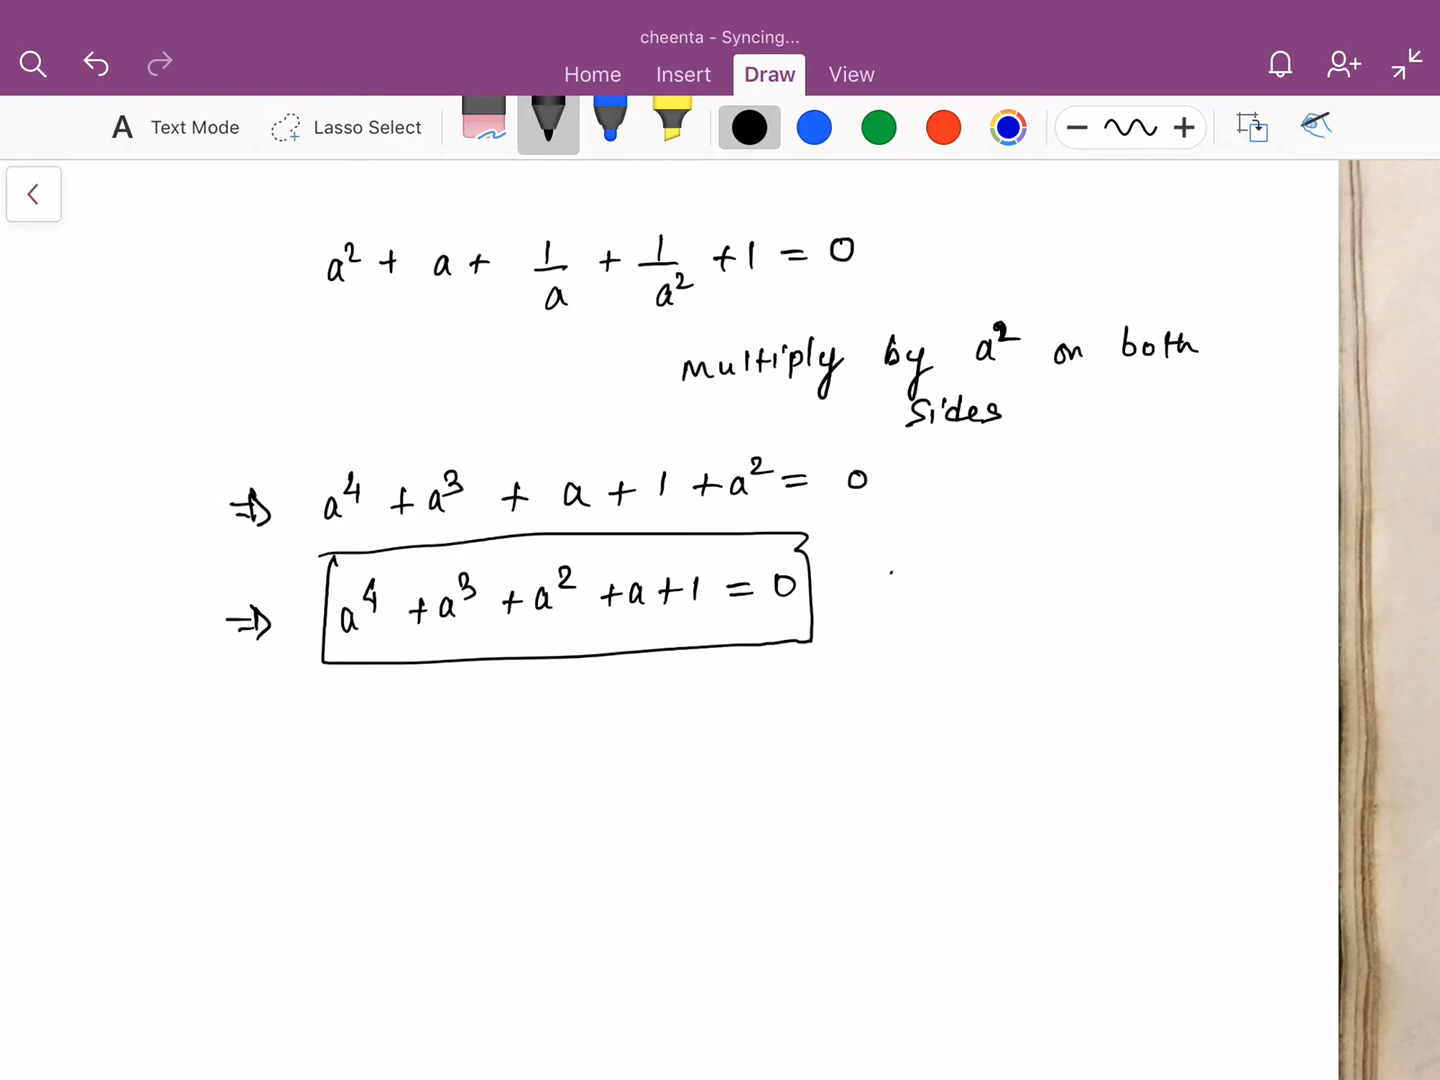 cheenta - Syncing...
Home Insert Draw View
A Text Mode Lasso Select
a² + a + 1/a + 1/a² + 1 = 0
Multiply by a² on both
sides
⇒ a⁴ + a³ + a + 1 + a² = 0
⇒ a⁴ + a³ + a² + a + 1 = 0